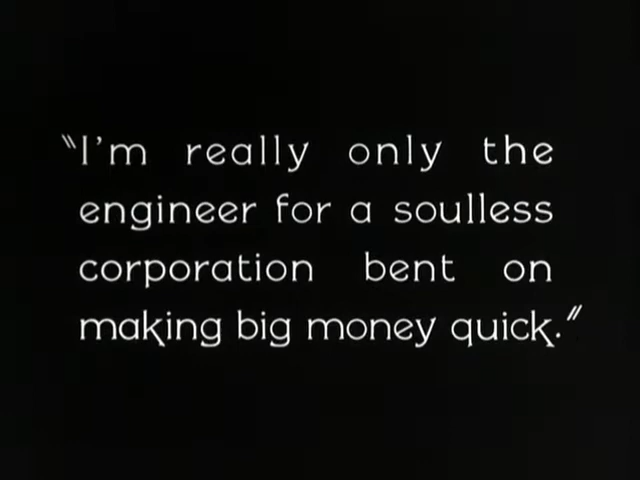 "I'm really only the
engineer for a soulless
corporation bent on
making big money quick."